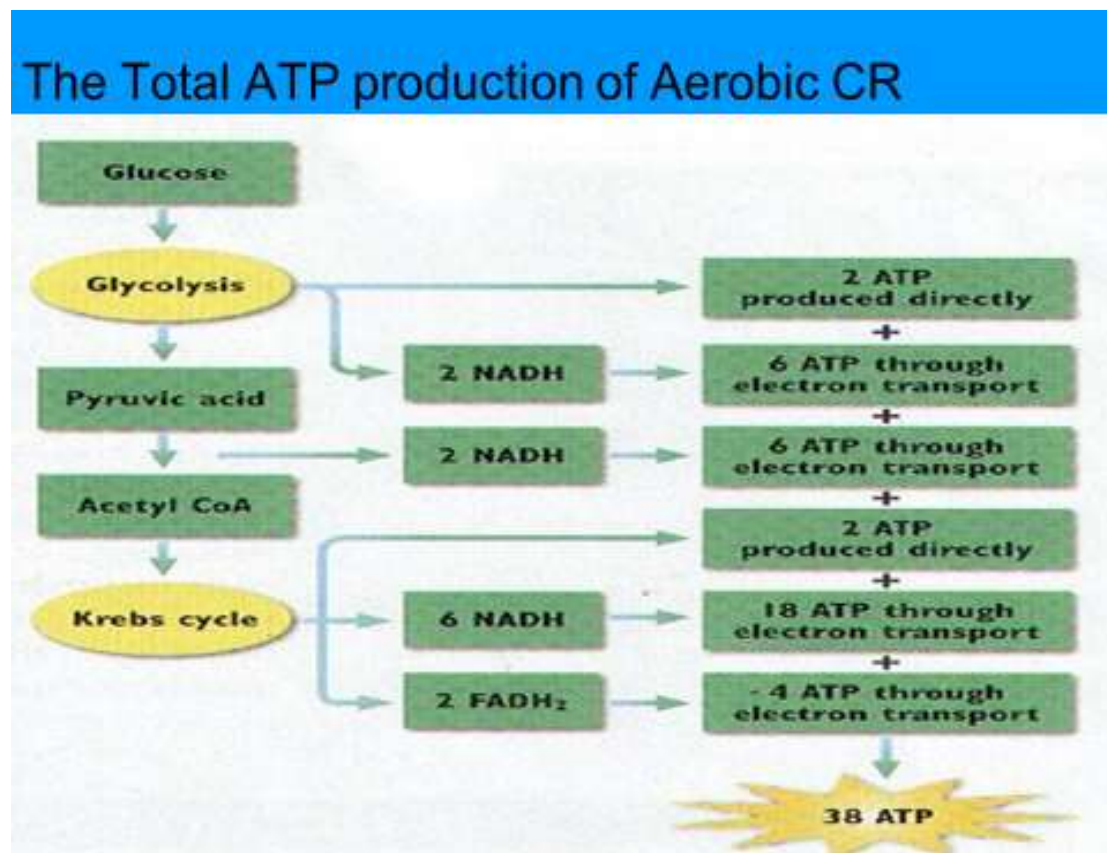 The Total ATP production of Aerobic CR
Glucose
Glycolysis
2 ATP
produced directly
+
2 NADH
6 ATP through
electron transport
+
Pyruvic acid
2 NADH
6 ATP through
electron transport
+
Acetyl CoA
2 ATP
produced directly
+
Krebs cycle
6 NADH
18 ATP through
electron transport
+
2 FADH₂
- 4 ATP through
electron transport
38 ATP